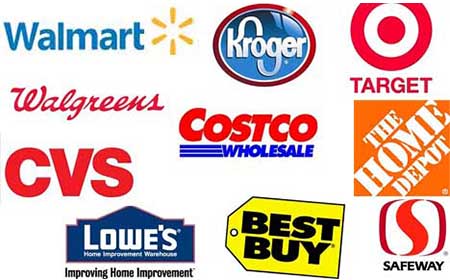 Walmart
Kroger
TARGET
Walgreens
COSTCO
WHOLESALE
THE
HOME
DEPOT
CVS
LOWE'S
Home Improvement Warehouse
Improving Home Improvement
BEST
BUY
SAFEWAY